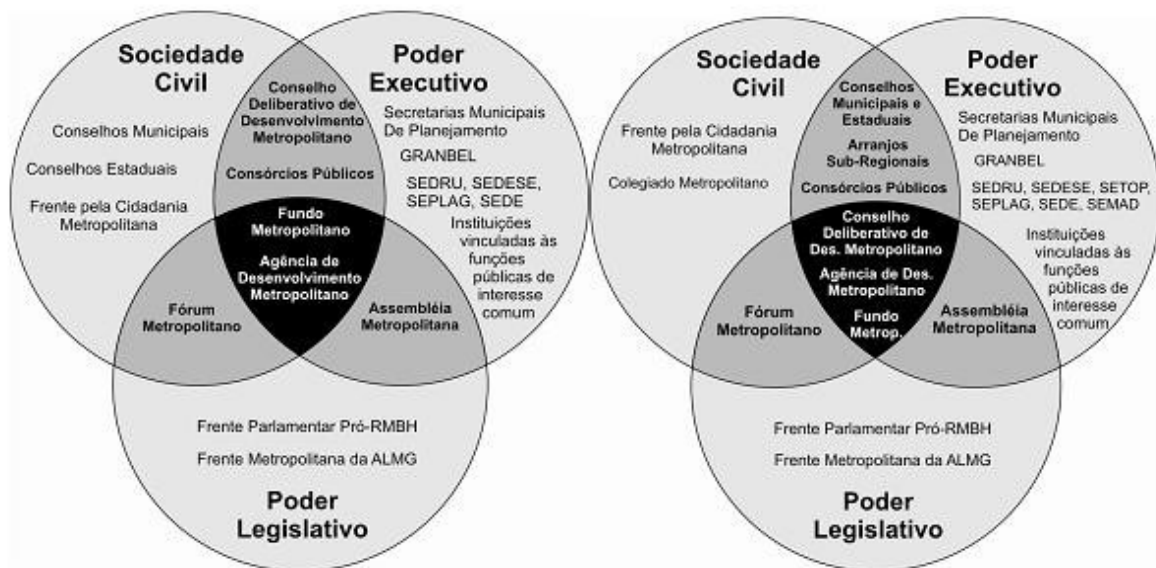 Sociedade
Civil
Conselhos Municipais
Conselhos Estaduais
Frente pela Cidadania
Metropolitana
Conselho
Deliberativo de
Desenvolvimento
Metropolitano
Consórcios Públicos
Poder
Executivo
Secretarias Municipais
De Planejamento
GRANBEL
SEDRU, SEDESE,
SEPLAG, SEDE
Instituições
vinculadas às
funções
públicas de
interesse
comum
Fundo
Metropolitano
Agência de
Desenvolvimento
Metropolitano
Fórum
Metropolitano
Assembléia
Metropolitana
Frente Parlamentar Pró-RMBH
Frente Metropolitana da ALMG
Poder
Legislativo
Sociedade
Civil
Frente pela Cidadania
Metropolitana
Colegiado Metropolitano
Conselhos
Municipais e
Estaduais
Arranjos
Sub-Regionais
Consórcios Públicos
Poder
Executivo
Secretarias Municipais
De Planejamento
GRANBEL
SEDRU, SEDESE, SETOP,
SEPLAG, SEDE, SEMAD
Instituições
vinculadas às
funções
públicas de
interesse
comum
Conselho
Deliberativo de
Des. Metropolitano
Agência de Des.
Metropolitano
Fundo
Metrop.
Fórum
Metropolitano
Assembléia
Metropolitana
Frente Parlamentar Pró-RMBH
Frente Metropolitana da ALMG
Poder
Legislativo